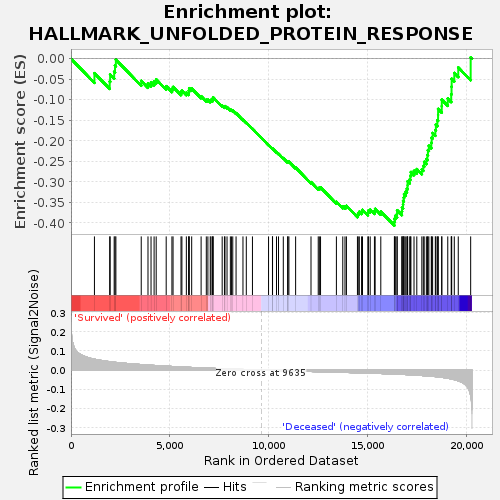 Enrichment plot:
HALLMARK_UNFOLDED_PROTEIN_RESPONSE
Enrichment score (ES)
0.00
-0.05
-0.10
-0.15
-0.20
-0.25
-0.30
-0.35
-0.40
'Survived' (positively correlated)
Ranked list metric (Signal2Noise)
0.3
0.2
0.1
0.0
-0.1
-0.2
-0.3
Zero cross at 9635
'Deceased' (negatively correlated)
0
5,000
10,000
15,000
20,000
Rank in Ordered Dataset
Enrichment profile
Hits
Ranking metric scores